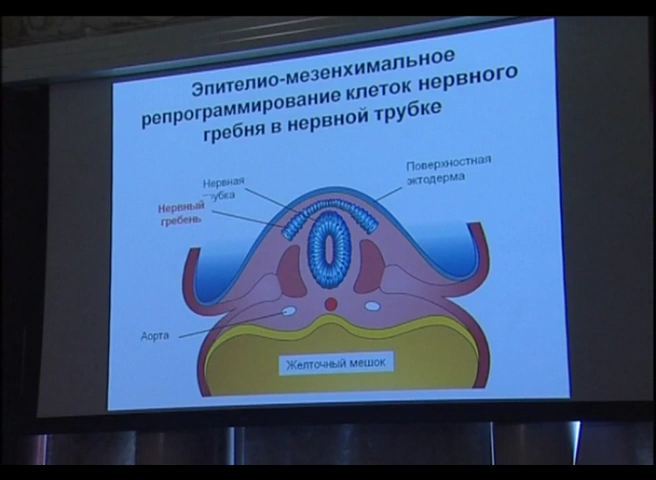 Эпителио-мезенхимальное
репрограммирование клеток нервного
гребня в нервной трубке
Поверхностная
эктодерма
Нервная
трубка
Нервный
гребень
Аорта
Желточный мешок